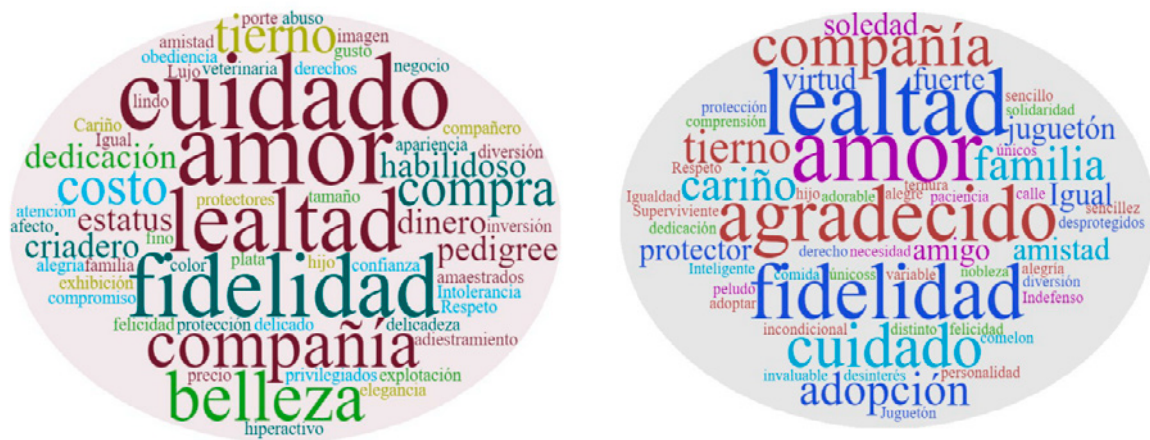 porte abuso
tierno imagen
amistad gusto
obediencia
Lujo veterinaria derechos negocio
cuidado
lindo
Cariño compañero
Igual amor apariencia
dedicación habilidoso diversión
costo compra
protectores tamaño
atención estatus lealtad dinero inversión
afecto
criadero fino pedigree
plata hijo
alegria familia color confianza amaestrados
exhibición fidelidad Intolerancia
compromiso Respeto
felicidad protección delicado delicadeza
compañía adiestramiento
precio privilegiados explotación
belleza elegancia
hiperactivo
soledad
compañía
virtud fuerte
lealtad sencillo
protección solidaridad
comprensión juguetón
tierno amor únicos familia
Respeto
cariño hijo adorable alegre ternura paciencia calle Igual
Igualdad
Superviviente agradecido sencillez
dedicación desprotegidos
protector derecho necesidad amigo amistad
Inteligente comida únicoss variable nobleza alegría
peludo diversión
adoptar fidelidad Indefenso
incondicional distinto felicidad
cuidado comelon
invaluable desinterés personalidad
adopción
Juguetón